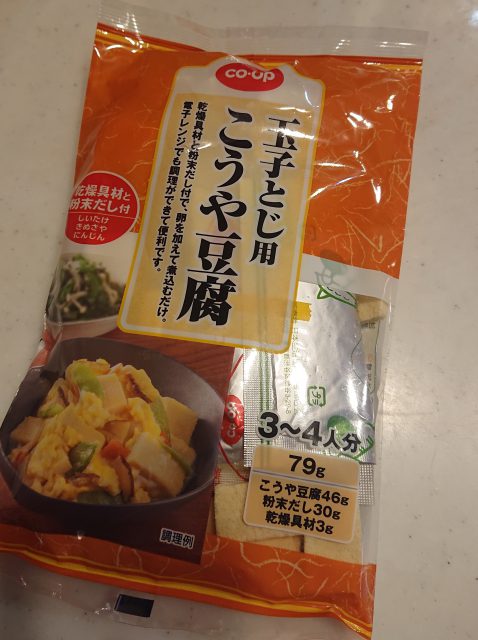 co·op
玉子とじ用
こうや豆腐
乾燥具材と粉末だし付で、卵を加えて煮込むだけ。
電子レンジでも調理ができて便利です。
乾燥具材と
粉末だし付
しいたけ
きぬさや
にんじん
3〜4人分
79g
こうや豆腐46g
粉末だし30g
乾燥具材3g
調理例